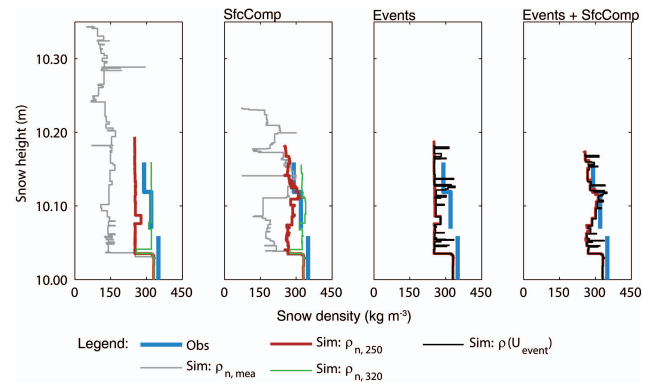 SfcComp
Events
Events + SfcComp
Snow height (m)
10.30
10.20
10.10
10.00
0 150 300 450
0 150 300 450
0 150 300 450
0 150 300 450
Snow density (kg m⁻³)
Legend:
Obs
Sim: ρn, 250
Sim: ρ(Uevent)
Sim: ρn, mea
Sim: ρn, 320